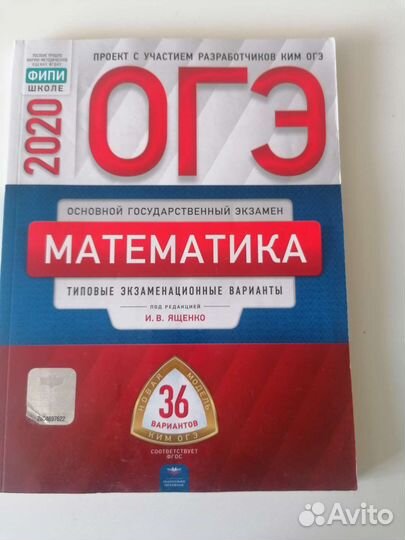 ПРОЕКТ С УЧАСТИЕМ РАЗРАБОТЧИКОВ КИМ ОГЭ
ФИПИ
ШКОЛЕ
2020
ОГЭ
ОСНОВНОЙ ГОСУДАРСТВЕННЫЙ ЭКЗАМЕН
МАТЕМАТИКА
ТИПОВЫЕ ЭКЗАМЕНАЦИОННЫЕ ВАРИАНТЫ
ПОД РЕДАКЦИЕЙ
И. В. ЯЩЕНКО
НОВАЯ МОДЕЛЬ
36
ВАРИАНТОВ
КИМ ОГЭ
СООТВЕТСТВУЕТ
ФГОС
Avito